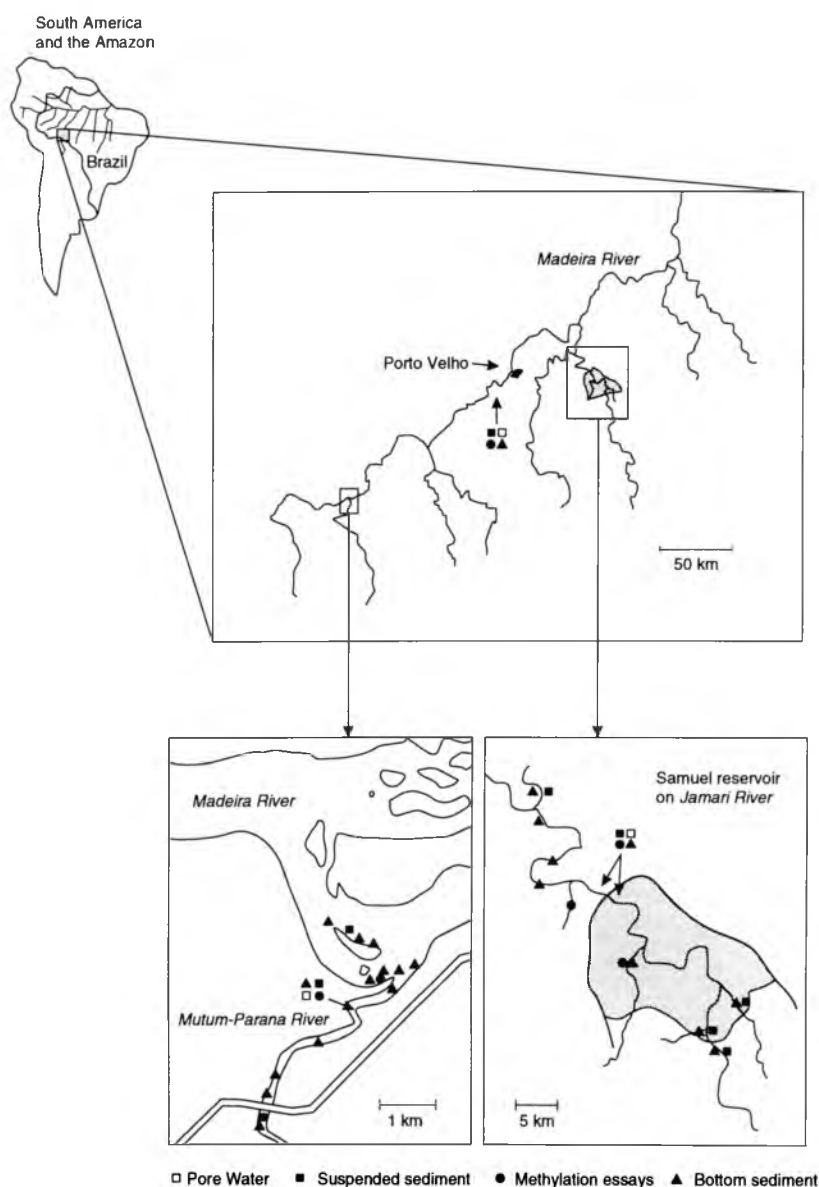 South America
and the Amazon
Brazil
Madeira River
Porto Velho
50 km
Madeira River
Mutum-Parana River
1 km
Samuel reservoir
on Jamari River
5 km
Pore Water
Suspended sediment
Methylation essays
Bottom sediment